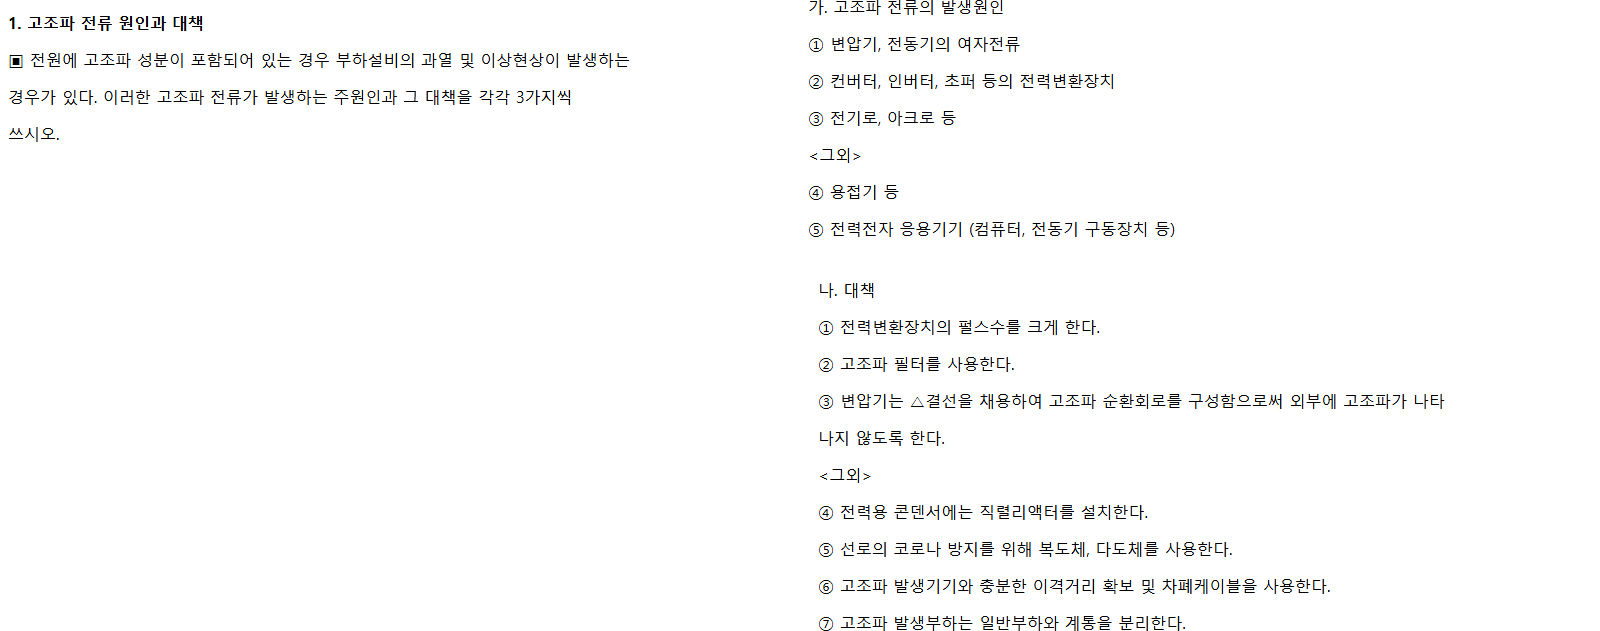 1. 고조파 전류 원인과 대책
▣ 전원에 고조파 성분이 포함되어 있는 경우 부하설비의 과열 및 이상현상이 발생하는
경우가 있다. 이러한 고조파 전류가 발생하는 주원인과 그 대책을 각각 3가지씩
쓰시오.
가. 고조파 전류의 발생원인
① 변압기, 전동기의 여자전류
② 컨버터, 인버터, 초퍼 등의 전력변환장치
③ 전기로, 아크로 등
<그외>
④ 용접기 등
⑤ 전력전자 응용기기 (컴퓨터, 전동기 구동장치 등)
나. 대책
① 전력변환장치의 펄스수를 크게 한다.
② 고조파 필터를 사용한다.
③ 변압기는 △결선을 채용하여 고조파 순환회로를 구성함으로써 외부에 고조파가 나타
나지 않도록 한다.
<그외>
④ 전력용 콘덴서에는 직렬리액터를 설치한다.
⑤ 선로의 코로나 방지를 위해 복도체, 다도체를 사용한다.
⑥ 고조파 발생기기와 충분한 이격거리 확보 및 차폐케이블을 사용한다.
⑦ 고조파 발생부하는 일반부하와 계통을 분리한다.